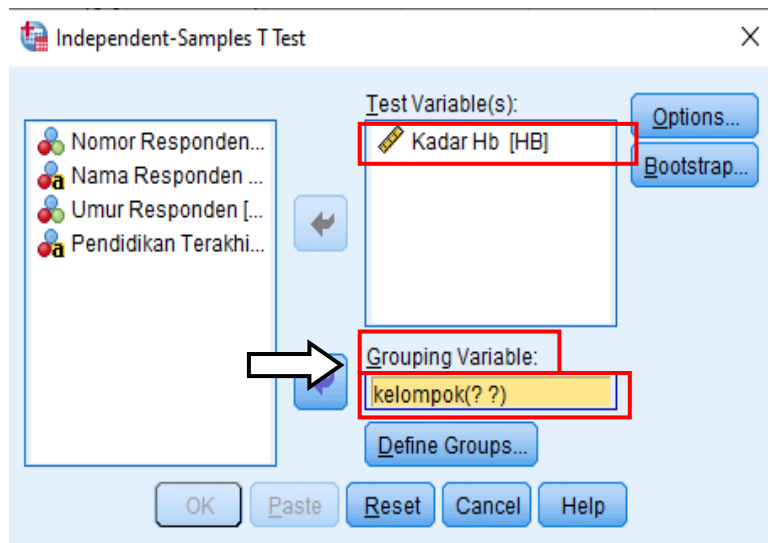 Independent-Samples T Test
Nomor Responden...
Nama Responden ...
Umur Responden [...
Pendidikan Terakhi...
Test Variable(s):
Kadar Hb [HB]
Options...
Bootstrap...
Grouping Variable:
kelompok(? ?)
Define Groups...
OK Paste Reset Cancel Help